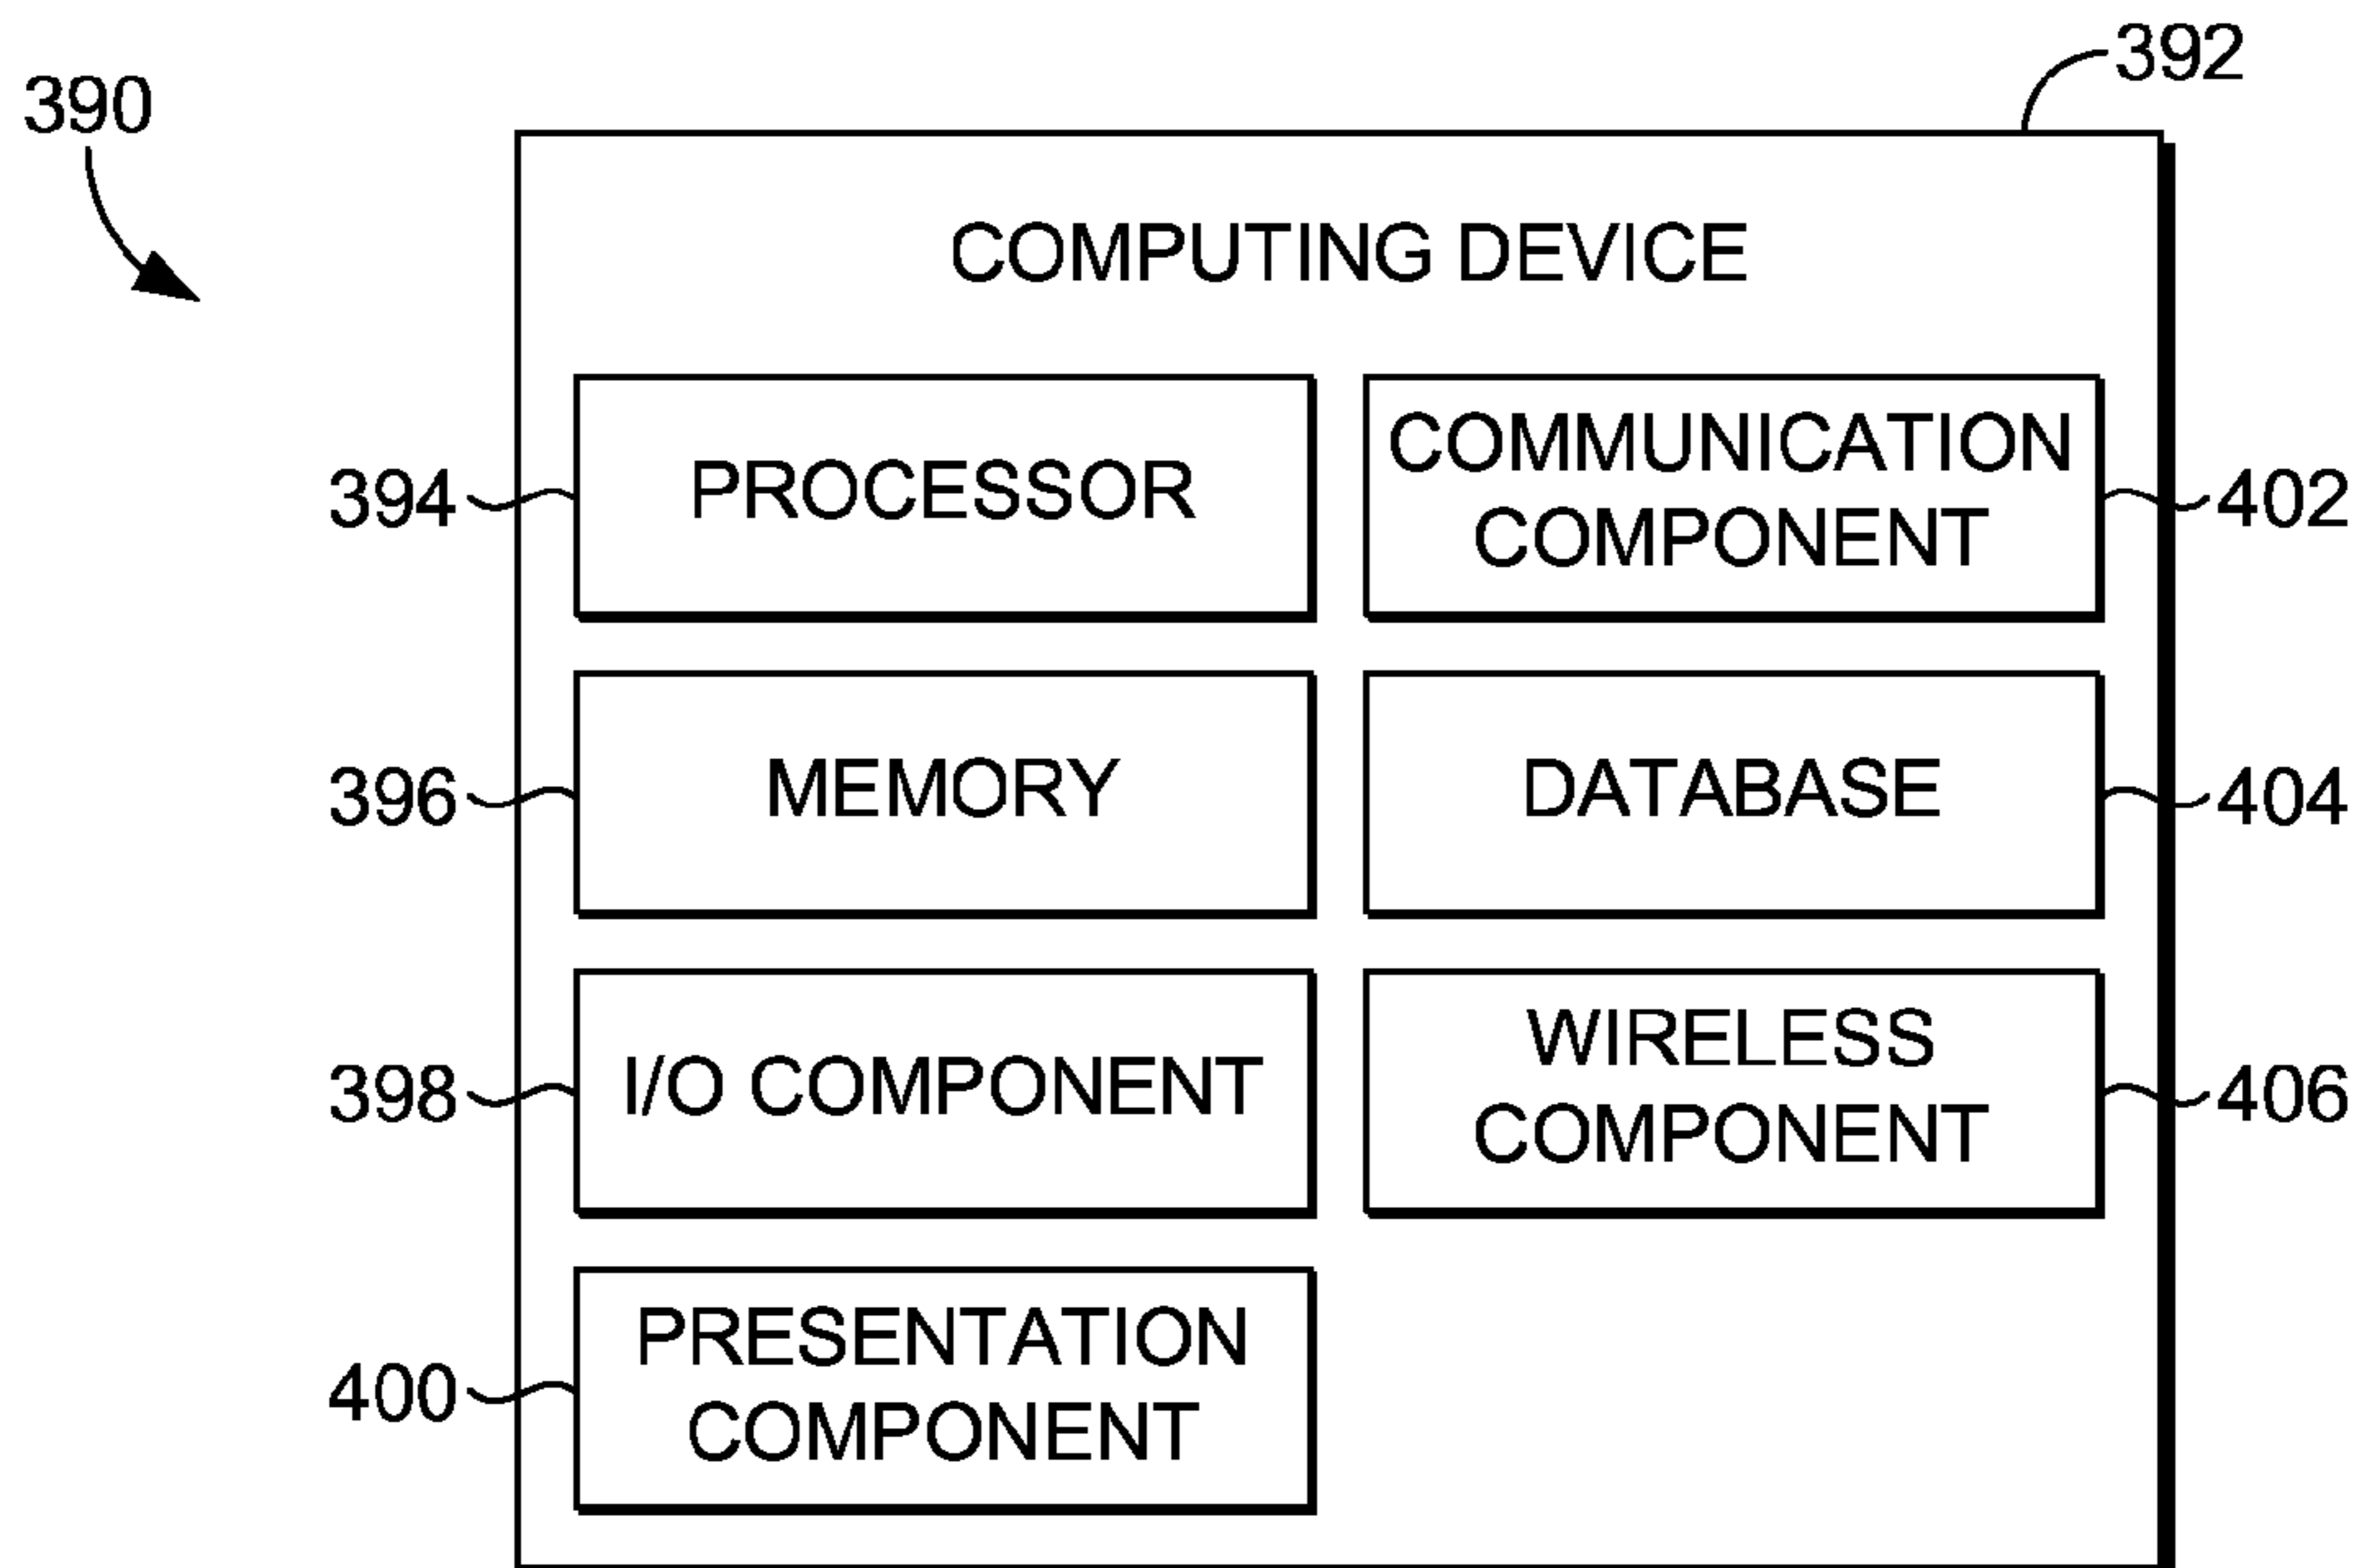 392
390
COMPUTING DEVICE
394
PROCESSOR
COMMUNICATION
COMPONENT
402
396
MEMORY
DATABASE
404
398
I/O COMPONENT
WIRELESS
COMPONENT
406
400
PRESENTATION
COMPONENT